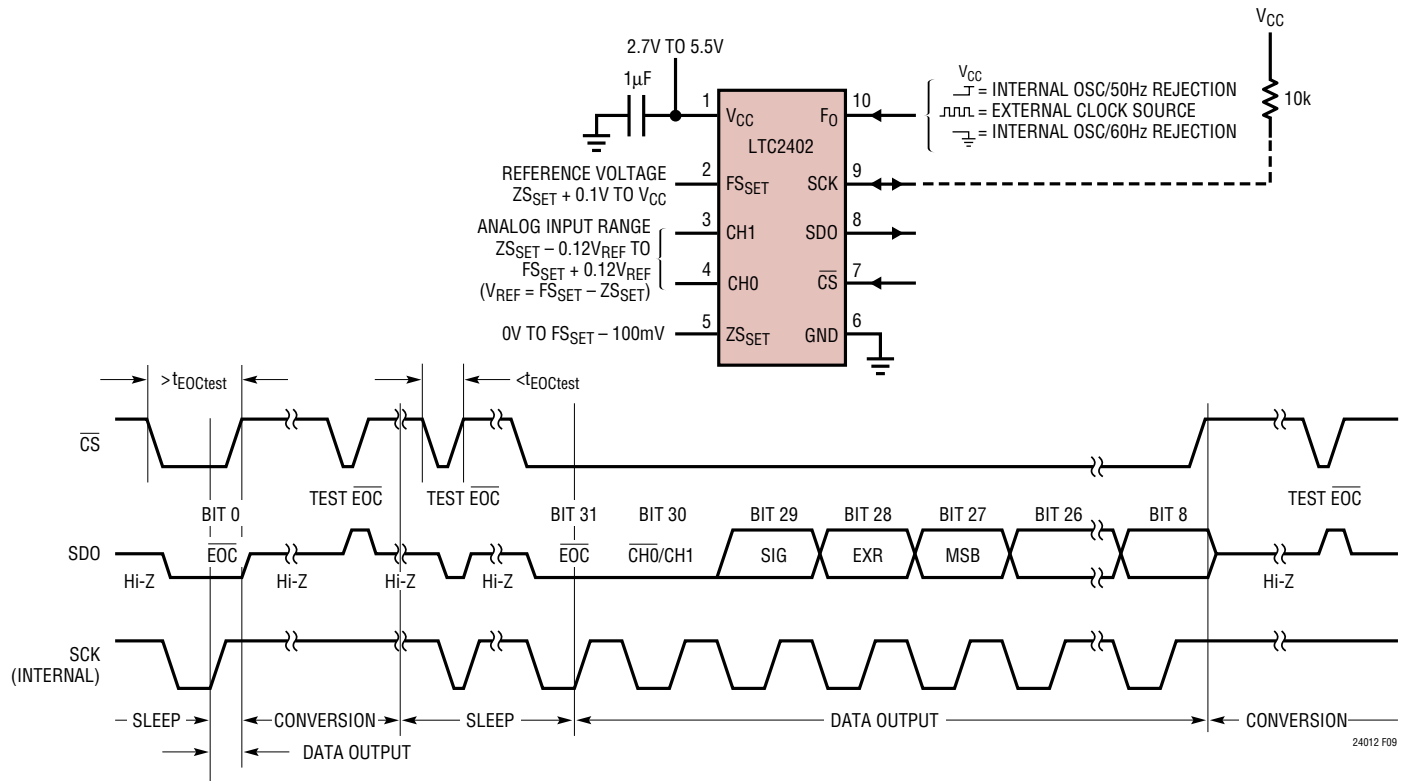 VCC
10k
2.7V TO 5.5V
1µF
1
VCC
LTC2402
10
FO
VCC
= INTERNAL OSC/50Hz REJECTION
= EXTERNAL CLOCK SOURCE
= INTERNAL OSC/60Hz REJECTION
REFERENCE VOLTAGE
ZSSET + 0.1V TO VCC
2
FSSET
9
SCK
ANALOG INPUT RANGE
ZSSET – 0.12VREF TO
FSSET + 0.12VREF
(VREF = FSSET – ZSSET)
3
CH1
8
SDO
4
CH0
7
CS
0V TO FSSET – 100mV
5
ZSSET
6
GND
>tEOCtest
<tEOCtest
CS
TEST EOC
TEST EOC
TEST EOC
BIT 0
BIT 31
BIT 30
BIT 29
BIT 28
BIT 27
BIT 26
BIT 8
SDO
EOC
EOC
CH0/CH1
SIG
EXR
MSB
Hi-Z
Hi-Z
Hi-Z
Hi-Z
Hi-Z
SCK
(INTERNAL)
SLEEP
CONVERSION
SLEEP
DATA OUTPUT
CONVERSION
DATA OUTPUT
24012 F09